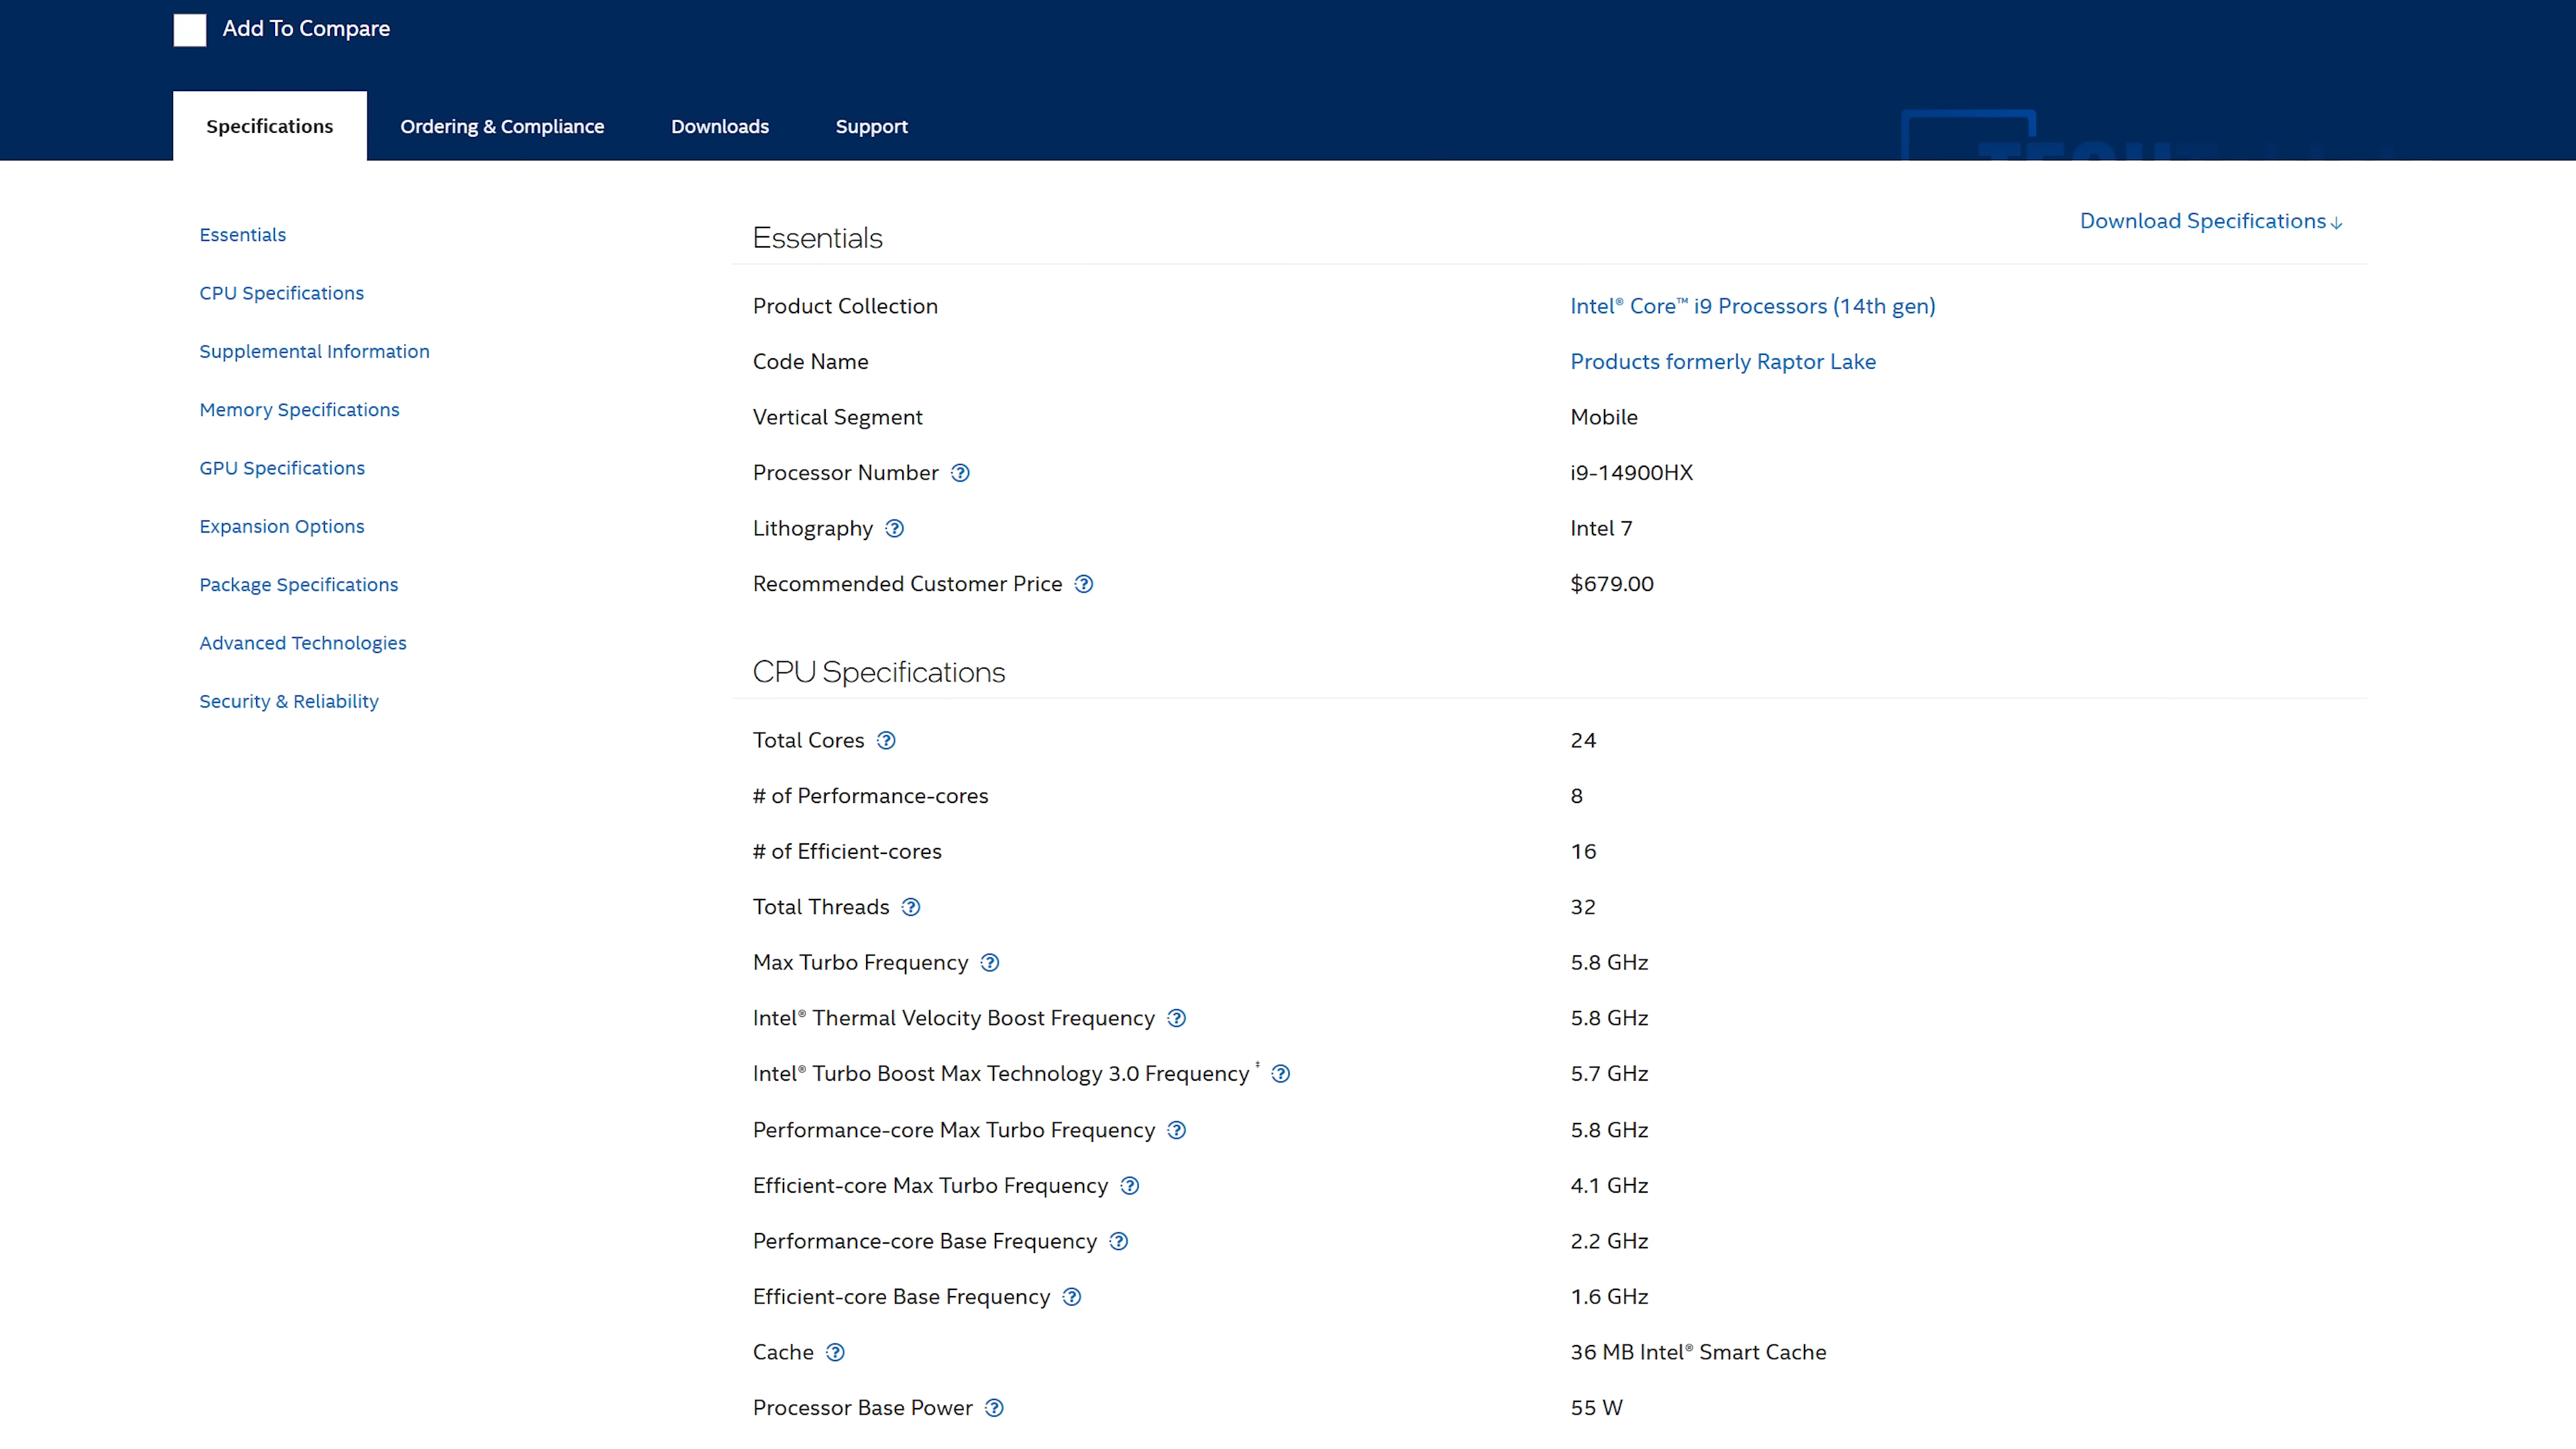 Add To Compare
Specifications Ordering & Compliance Downloads Support
Download Specifications↓
Essentials
CPU Specifications
Supplemental Information
Memory Specifications
GPU Specifications
Expansion Options
Package Specifications
Advanced Technologies
Security & Reliability
Essentials
Product Collection Intel® Core™ i9 Processors (14th gen)
Code Name Products formerly Raptor Lake
Vertical Segment Mobile
Processor Number i9-14900HX
Lithography Intel 7
Recommended Customer Price $679.00
CPU Specifications
Total Cores 24
# of Performance-cores 8
# of Efficient-cores 16
Total Threads 32
Max Turbo Frequency 5.8 GHz
Intel® Thermal Velocity Boost Frequency 5.8 GHz
Intel® Turbo Boost Max Technology 3.0 Frequency ‡ 5.7 GHz
Performance-core Max Turbo Frequency 5.8 GHz
Efficient-core Max Turbo Frequency 4.1 GHz
Performance-core Base Frequency 2.2 GHz
Efficient-core Base Frequency 1.6 GHz
Cache 36 MB Intel® Smart Cache
Processor Base Power 55 W